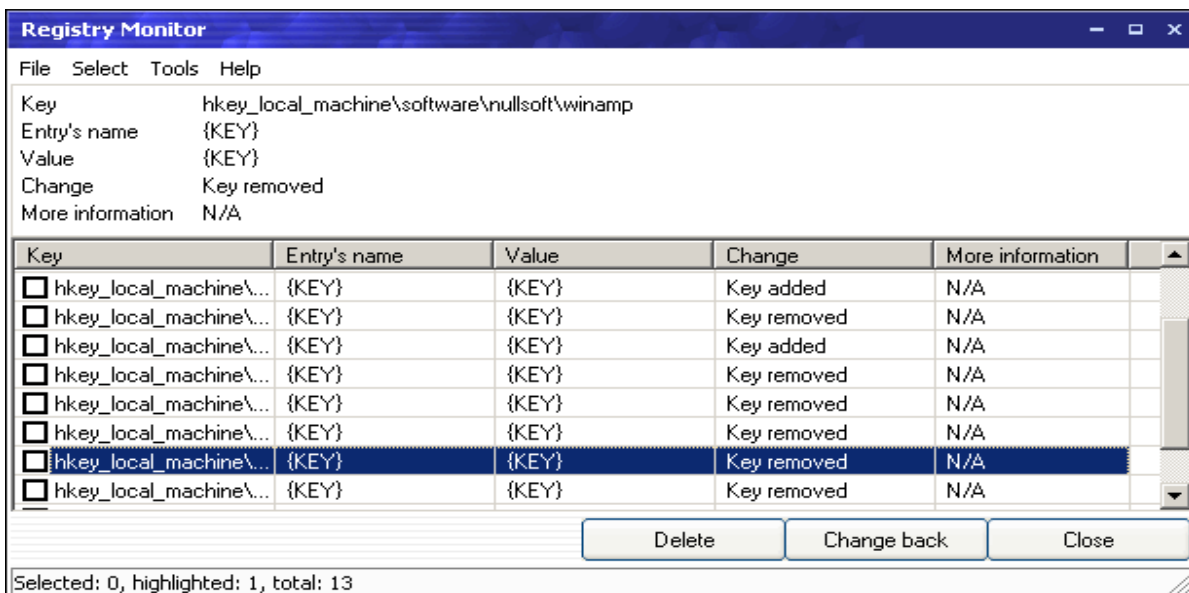 Registry Monitor
File Select Tools Help
Key hkey_local_machine\software\nullsoft\winamp
Entry's name {KEY}
Value {KEY}
Change Key removed
More information N/A
Key Entry's name Value Change More information
hkey_local_machine\... {KEY} {KEY} Key added N/A
hkey_local_machine\... {KEY} {KEY} Key removed N/A
hkey_local_machine\... {KEY} {KEY} Key added N/A
hkey_local_machine\... {KEY} {KEY} Key removed N/A
hkey_local_machine\... {KEY} {KEY} Key removed N/A
hkey_local_machine\... {KEY} {KEY} Key removed N/A
hkey_local_machine\... {KEY} {KEY} Key removed N/A
hkey_local_machine\... {KEY} {KEY} Key removed N/A
Delete Change back Close
Selected: 0, highlighted: 1, total: 13